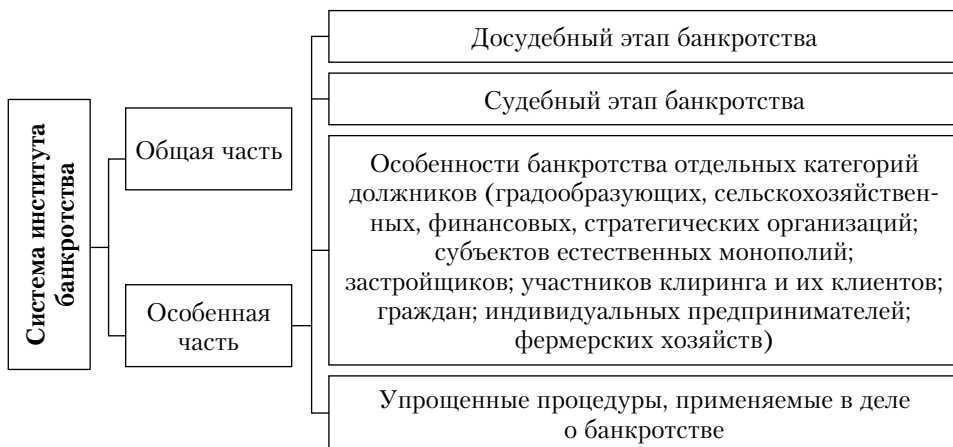 Система института
банкротства
Общая часть
Особенная
часть
Досудебный этап банкротства
Судебный этап банкротства
Особенности банкротства отдельных категорий
должников (градообразующих, сельскохозяйствен-
ных, финансовых, стратегических организаций;
субъектов естественных монополий;
застройщиков; участников клиринга и их клиентов;
граждан; индивидуальных предпринимателей;
фермерских хозяйств)
Упрощенные процедуры, применяемые в деле
о банкротстве